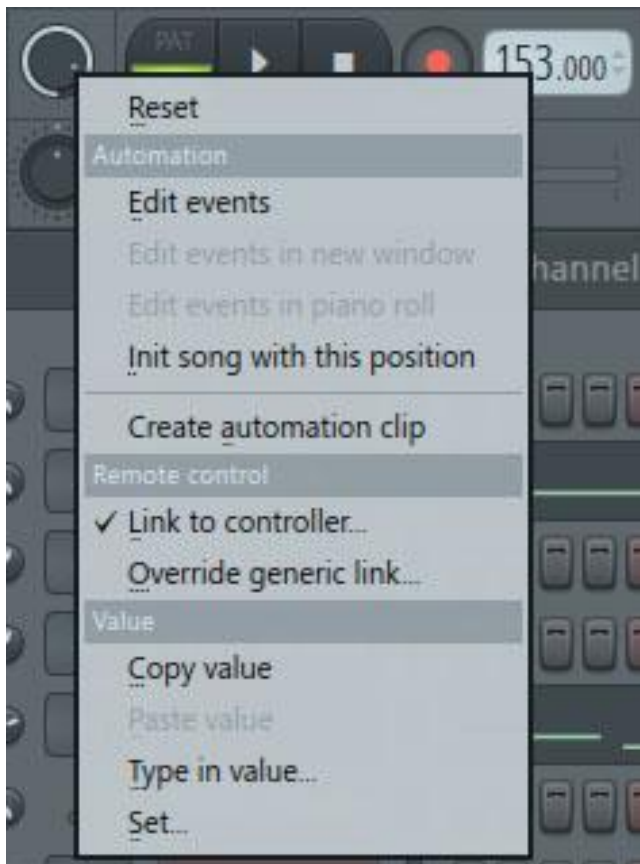 PAT
153.000
Reset
Automation
Edit events
Edit events in new window
Edit events in piano roll
Init song with this position
hannel
Create automation clip
Remote control
✓ Link to controller...
Override generic link...
Value
Copy value
Paste value
Type in value...
Set...